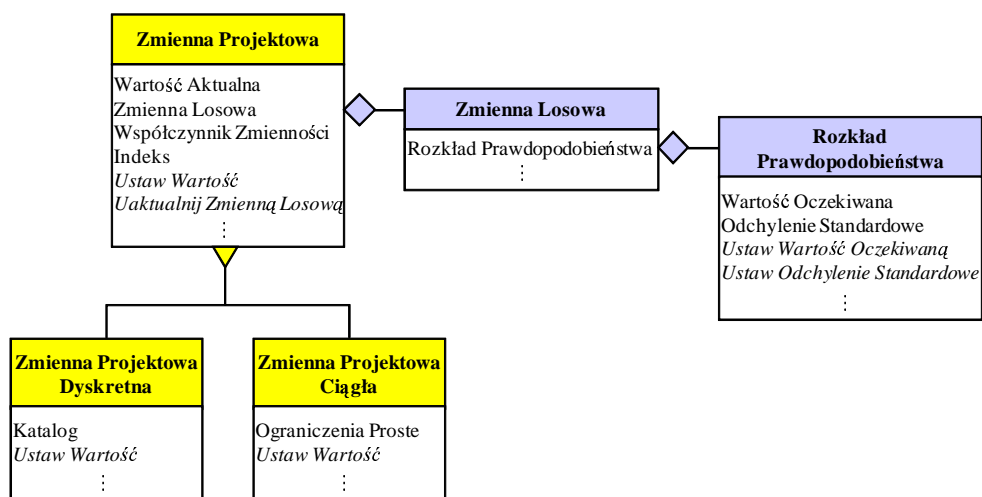 Zmienna Projektowa
Wartość Aktualna
Zmienna Losowa
Współczynnik Zmienności
Indeks
Ustaw Wartość
Uaktualnij Zmienną Losową
⋮
Zmienna Losowa
Rozkład Prawdopodobieństwa
⋮
Rozkład
Prawdopodobieństwa
Wartość Oczekiwana
Odchylenie Standardowe
Ustaw Wartość Oczekiwaną
Ustaw Odchylenie Standardowe
⋮
Zmienna Projektowa
Dyskretna
Katalog
Ustaw Wartość
⋮
Zmienna Projektowa
Ciągła
Ograniczenia Proste
Ustaw Wartość
⋮